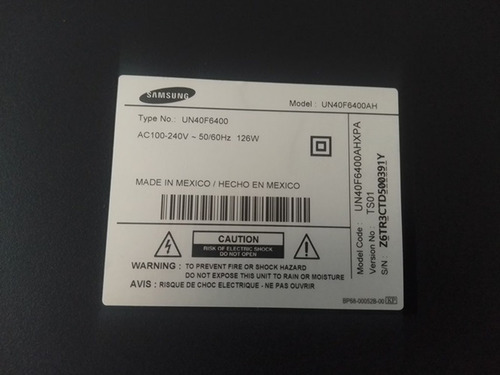 SAMSUNG
Model : UN40F6400AH
Type No.: UN40F6400
AC100-240V ~ 50/60Hz 126W
MADE IN MEXICO / HECHO EN MEXICO
CAUTION
RISK OF ELECTRIC SHOCK
DO NOT OPEN
WARNING : TO PREVENT FIRE OR SHOCK HAZARD
DO NOT EXPOSE THIS UNIT TO RAIN OR MOISTURE
AVIS : RISQUE DE CHOC ELECTRIQUE - NE PAS OUVRIR
BP68-00052B-00 KP
Model Code : UN40F6400AHXPA
Version No : TS01
S/N : Z6TR3CTD500391Y